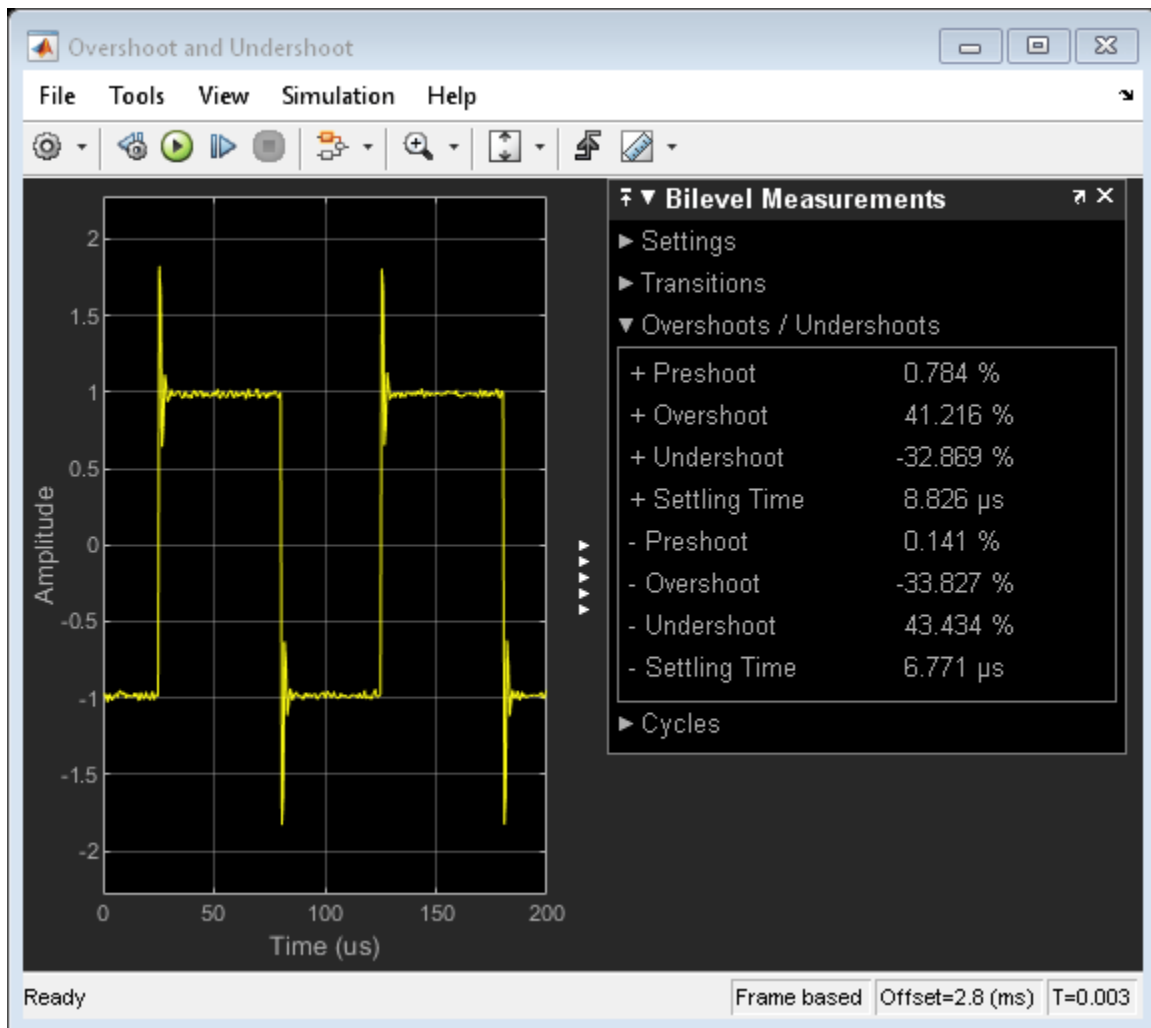 Overshoot and Undershoot
File Tools View Simulation Help
Bilevel Measurements
Settings
Transitions
Overshoots / Undershoots
+ Preshoot 0.784 %
+ Overshoot 41.216 %
+ Undershoot -32.869 %
+ Settling Time 8.826 µs
- Preshoot 0.141 %
- Overshoot -33.827 %
- Undershoot 43.434 %
- Settling Time 6.771 µs
Cycles
2
1.5
1
0.5
0
-0.5
-1
-1.5
-2
Amplitude
0 50 100 150 200
Time (us)
Ready Frame based Offset=2.8 (ms) T=0.003